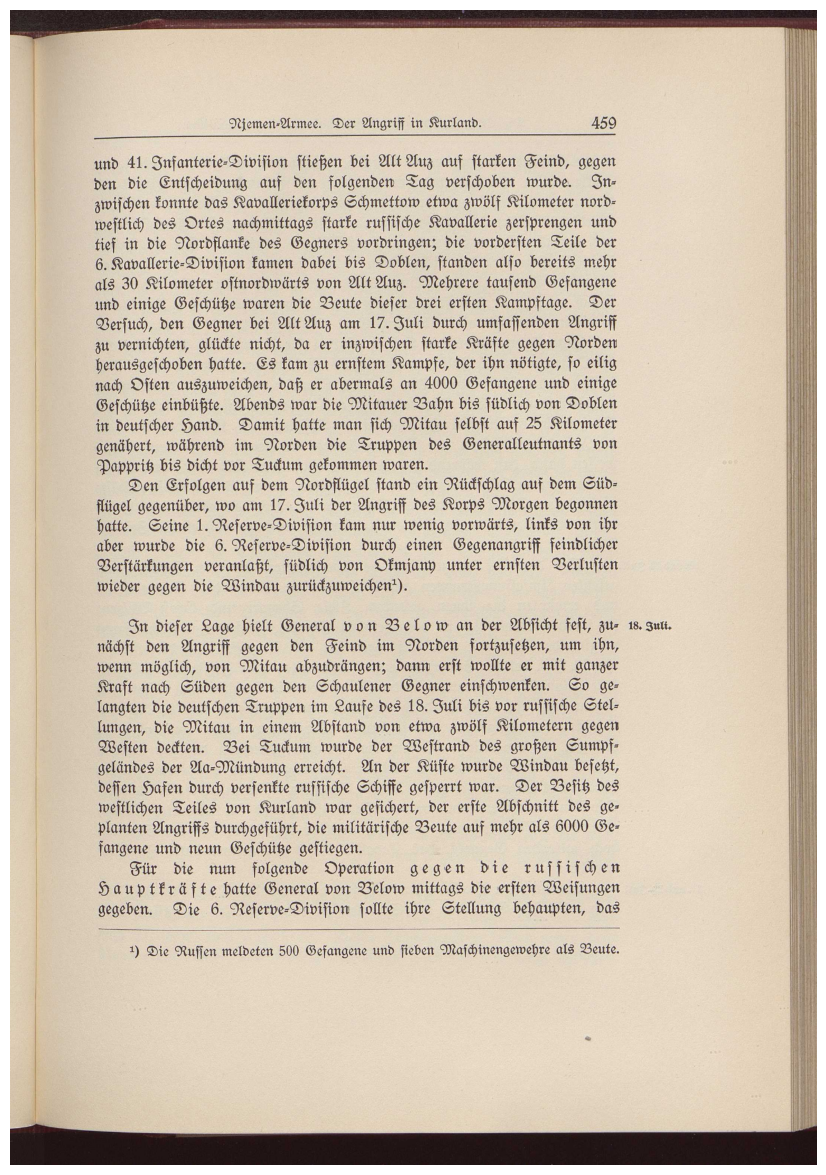 Njemen-Armee. Der Angriff in Kurland. 459
und 41. Infanterie-Division stießen bei Alt Auz auf starken Feind, gegen
den die Entscheidung auf den folgenden Tag verschoben wurde. In-
zwischen konnte das Kavalleriekorps Schmettow etwa zwölf Kilometer nord-
westlich des Ortes nachmittags starke russische Kavallerie zersprengen und
tief in die Nordflanke des Gegners vordringen; die vordersten Teile der
6. Kavallerie-Division kamen dabei bis Doblen, standen also bereits mehr
als 30 Kilometer ostnordwärts von Alt Auz. Mehrere tausend Gefangene
und einige Geschütze waren die Beute dieser drei ersten Kampftage. Der
Versuch, den Gegner bei Alt Auz am 17. Juli durch umfassenden Angriff
zu vernichten, glückte nicht, da er inzwischen starke Kräfte gegen Norden
herausgeschoben hatte. Es kam zu ernstem Kampfe, der ihn nötigte, so eilig
nach Osten auszuweichen, daß er abermals an 4000 Gefangene und einige
Geschütze einbüßte. Abends war die Mitauer Bahn bis südlich von Doblen
in deutscher Hand. Damit hatte man sich Mitau selbst auf 25 Kilometer
genähert, während im Norden die Truppen des Generalleutnants von
Pappritz bis dicht vor Tuckum gekommen waren.
Den Erfolgen auf dem Nordflügel stand ein Rückschlag auf dem Süd-
flügel gegenüber, wo am 17. Juli der Angriff des Korps Morgen begonnen
hatte. Seine 1. Reserve-Division kam nur wenig vorwärts, links von ihr
aber wurde die 6. Reserve-Division durch einen Gegenangriff feindlicher
Verstärkungen veranlaßt, südlich von Okmjany unter ernsten Verlusten
wieder gegen die Windau zurückzuweichen¹).
In dieser Lage hielt General von Below an der Absicht fest, zu- 18. Juli.
nächst den Angriff gegen den Feind im Norden fortzusetzen, um ihn,
wenn möglich, von Mitau abzudrängen; dann erst wollte er mit ganzer
Kraft nach Süden gegen den Schaulener Gegner einschwenken. So ge-
langten die deutschen Truppen im Laufe des 18. Juli bis vor russische Stel-
lungen, die Mitau in einem Abstand von etwa zwölf Kilometern gegen
Westen deckten. Bei Tuckum wurde der Westrand des großen Sumpf-
geländes der Aa-Mündung erreicht. An der Küste wurde Windau besetzt,
dessen Hafen durch versenkte russische Schiffe gesperrt war. Der Besitz des
westlichen Teiles von Kurland war gesichert, der erste Abschnitt des ge-
planten Angriffs durchgeführt, die militärische Beute auf mehr als 6000 Ge-
fangene und neun Geschütze gestiegen.
Für die nun folgende Operation gegen die russischen
Hauptkräfte hatte General von Below mittags die ersten Weisungen
gegeben. Die 6. Reserve-Division sollte ihre Stellung behaupten, das
¹) Die Russen meldeten 500 Gefangene und sieben Maschinengewehre als Beute.